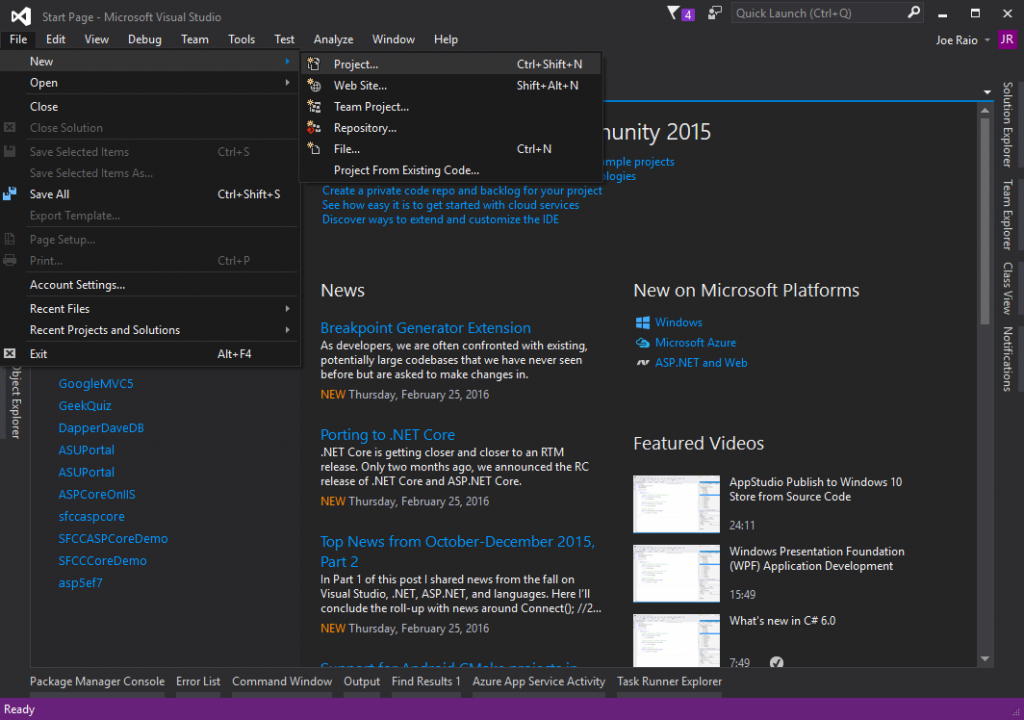 Start Page - Microsoft Visual Studio
4
Quick Launch (Ctrl+Q)
File Edit View Debug Team Tools Test Analyze Window Help
Joe Raio JR
New
Open
Close
Close Solution
Save Selected Items Ctrl+S
Save Selected Items As...
Save All Ctrl+Shift+S
Export Template...
Page Setup...
Print... Ctrl+P
Account Settings...
Recent Files
Recent Projects and Solutions
Exit Alt+F4
Project... Ctrl+Shift+N
Web Site... Shift+Alt+N
Team Project...
Repository...
File... Ctrl+N
Project From Existing Code...
2015
projects
Create a private code repo and backlog for your project
See how easy it is to get started with cloud services
Discover ways to extend and customize the IDE
Object Explorer
GoogleMVC5
GeekQuiz
DapperDaveDB
ASUPortal
ASUPortal
ASPCoreOnIIS
sfccaspcore
SFCCASPCoreDemo
SFCCCoreDemo
asp5ef7
News
Breakpoint Generator Extension
As developers, we are often confronted with existing,
potentially large codebases that we have never seen
before but are asked to make changes in.
NEW Thursday, February 25, 2016
Porting to .NET Core
.NET Core is getting closer and closer to an RTM
release. Only two months ago, we announced the RC
release of .NET Core and ASP.NET Core.
NEW Thursday, February 25, 2016
Top News from October-December 2015,
Part 2
In Part 1 of this post I shared news from the fall on
Visual Studio, .NET, ASP.NET, and languages. Here I'll
conclude the roll-up with news around Connect(); //2...
NEW Thursday, February 25, 2016
Support for Android CMake projects in
New on Microsoft Platforms
Windows
Microsoft Azure
ASP.NET and Web
Featured Videos
AppStudio Publish to Windows 10
Store from Source Code
24:11
Windows Presentation Foundation
(WPF) Application Development
15:49
What's new in C# 6.0
7:49
Solution Explorer
Team Explorer
Class View
Notifications
Package Manager Console Error List Command Window Output Find Results 1 Azure App Service Activity Task Runner Explorer
Ready